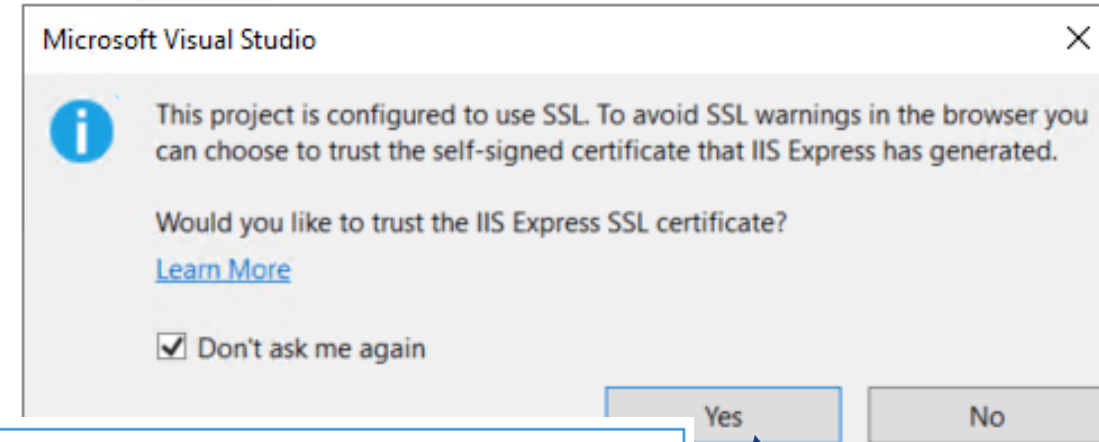 Microsoft Visual Studio
This project is configured to use SSL. To avoid SSL warnings in the browser you
can choose to trust the self-signed certificate that IIS Express has generated.
Would you like to trust the IIS Express SSL certificate?
Learn More
Don't ask me again
Yes No